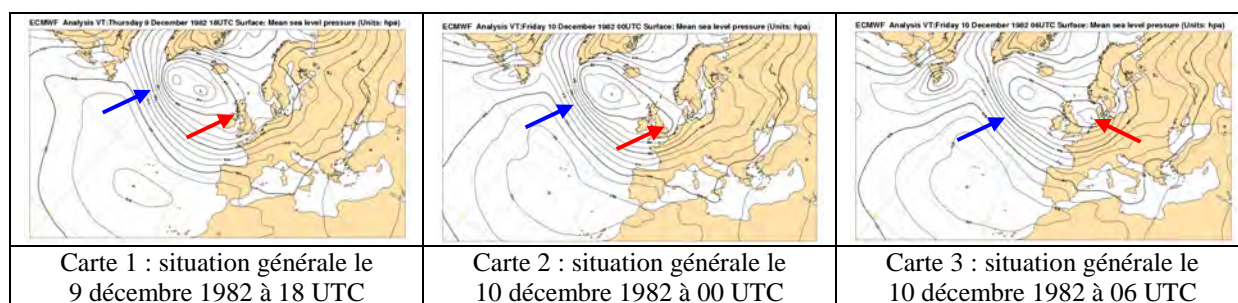 ECMWF Analysis VT:Thursday 9 December 1982 18UTC Surface: Mean sea level pressure (Units: hpa)
ECMWF Analysis VT:Friday 10 December 1982 00UTC Surface: Mean sea level pressure (Units: hpa)
ECMWF Analysis VT:Friday 10 December 1982 06UTC Surface: Mean sea level pressure (Units: hpa)
Carte 1 : situation générale le
9 décembre 1982 à 18 UTC
Carte 2 : situation générale le
10 décembre 1982 à 00 UTC
Carte 3 : situation générale le
10 décembre 1982 à 06 UTC